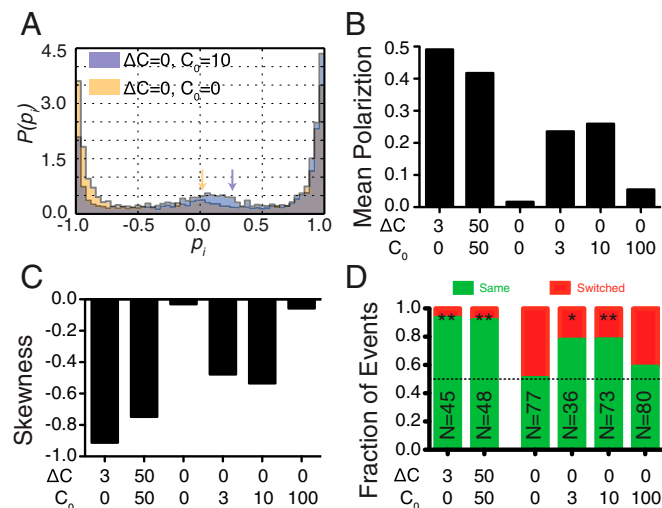 A
4.5
3.0
1.5
0.0
P(pᵢ)
ΔC=0, C₀=10
ΔC=0, C₀=0
-1.0 -0.5 0.0 0.5 1.0
pᵢ
B
Mean Polariztion
0.5
0.4
0.3
0.2
0.1
0.0
ΔC 3 50 0 0 0 0
C₀ 0 50 0 3 10 100
C
Skewness
0.0
-0.2
-0.4
-0.6
-0.8
-1.0
ΔC 3 50 0 0 0 0
C₀ 0 50 0 3 10 100
D
Same Switched
Fraction of Events
1.0
0.8
0.6
0.4
0.2
0.0
** ** * **
N=45 N=48 N=77 N=36 N=73 N=80
ΔC 3 50 0 0 0 0
C₀ 0 50 0 3 10 100